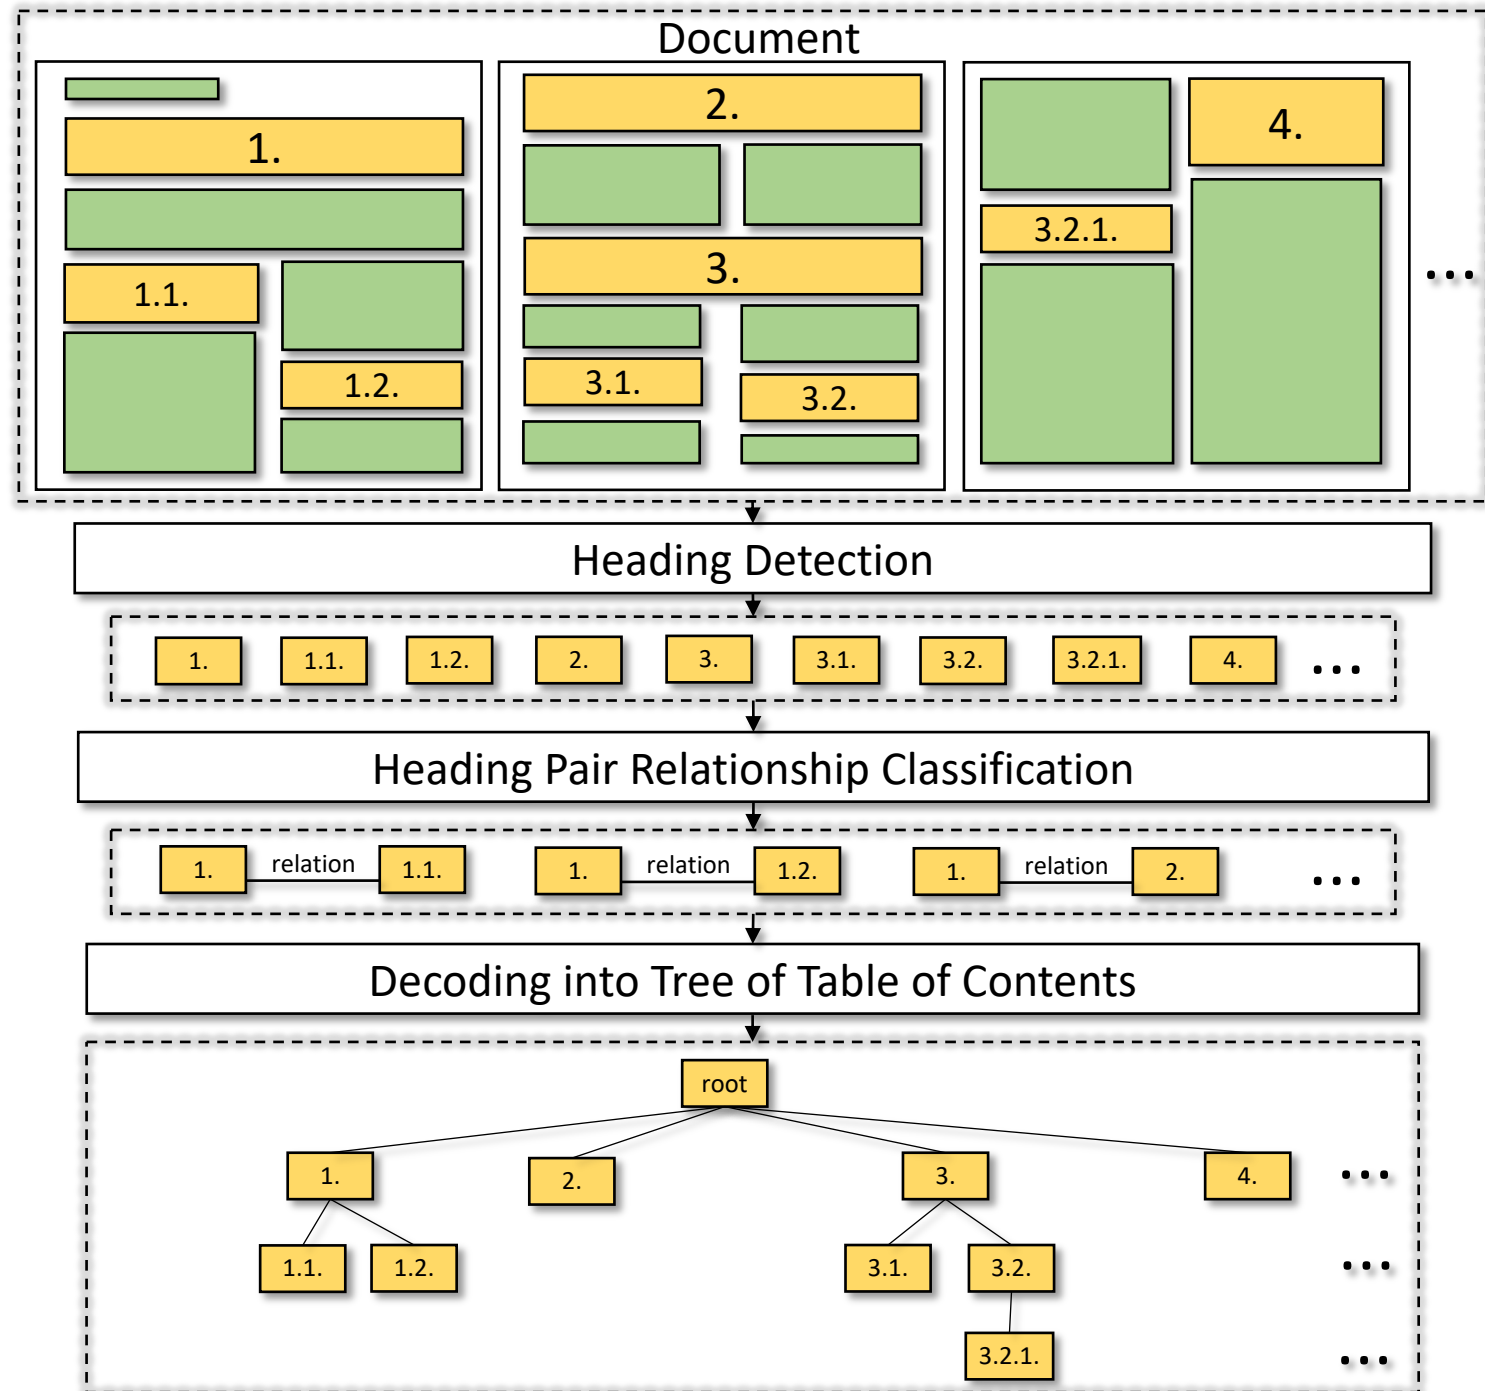 Document
1.
1.1.
1.2.
2.
3.
3.1.
3.2.
3.2.1.
4.
...
Heading Detection
1. 1.1. 1.2. 2. 3. 3.1. 3.2. 3.2.1. 4. ...
Heading Pair Relationship Classification
1. relation 1.1. 1. relation 1.2. 1. relation 2. ...
Decoding into Tree of Table of Contents
root
1. 2. 3. 4. ...
1.1. 1.2. 3.1. 3.2. ...
3.2.1. ...